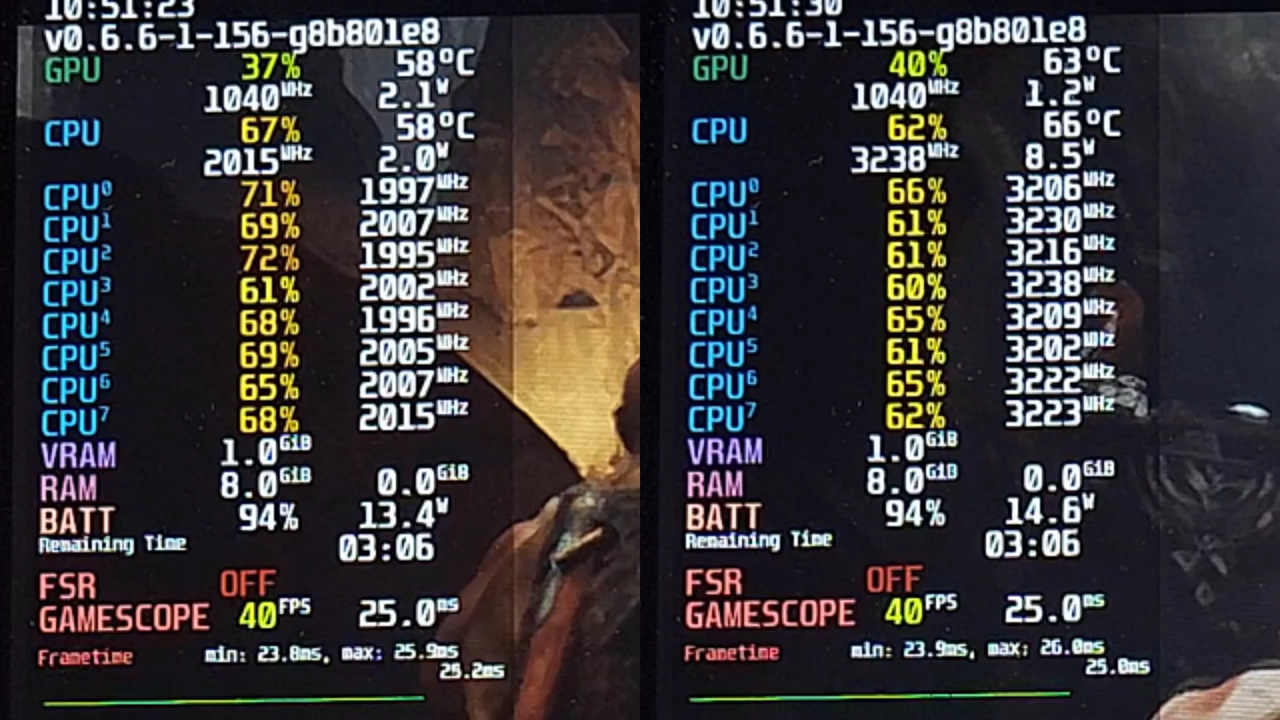 10:51:23
v0.6.6-1-156-g8b801e8
GPU 37% 58°C
1040MHz 2.1W
CPU 67% 58°C
2015MHz 2.0W
CPU0 71% 1997MHz
CPU1 69% 2007MHz
CPU2 72% 1995MHz
CPU3 61% 2002MHz
CPU4 68% 1996MHz
CPU5 69% 2005MHz
CPU6 65% 2007MHz
CPU7 68% 2015MHz
VRAM 1.0GiB
RAM 8.0GiB 0.0GiB
BATT 94% 13.4W
Remaining Time 03:06
FSR OFF
GAMESCOPE 40FPS 25.0ms
Frametime min: 23.8ms, max: 25.9ms
25.2ms
10:51:30
v0.6.6-1-156-g8b801e8
GPU 40% 63°C
1040MHz 1.2W
CPU 62% 66°C
3238MHz 8.5W
CPU0 66% 3206MHz
CPU1 61% 3230MHz
CPU2 61% 3216MHz
CPU3 60% 3238MHz
CPU4 65% 3209MHz
CPU5 61% 3202MHz
CPU6 65% 3222MHz
CPU7 62% 3223MHz
VRAM 1.0GiB
RAM 8.0GiB 0.0GiB
BATT 94% 14.6W
Remaining Time 03:06
FSR OFF
GAMESCOPE 40FPS 25.0ms
Frametime min: 23.9ms, max: 26.0ms
25.0ms